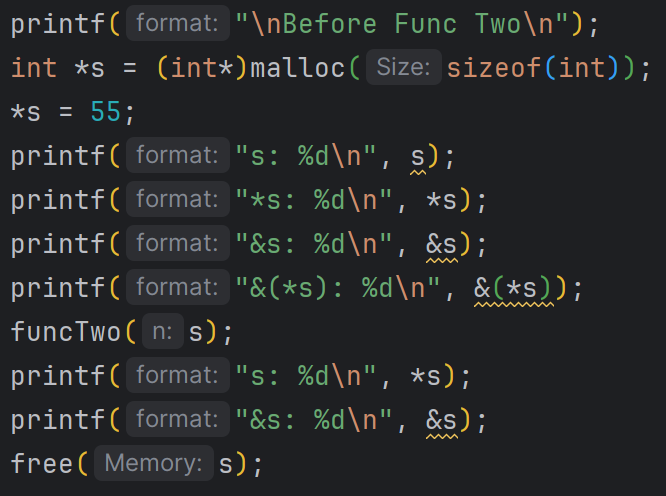 printf( format: "\nBefore Func Two\n");
int *s = (int*)malloc( Size: sizeof(int));
*s = 55;
printf( format: "s: %d\n", s);
printf( format: "*s: %d\n", *s);
printf( format: "&s: %d\n", &s);
printf( format: "&(*s): %d\n", &(*s));
funcTwo( n: s);
printf( format: "s: %d\n", *s);
printf( format: "&s: %d\n", &s);
free( Memory: s);